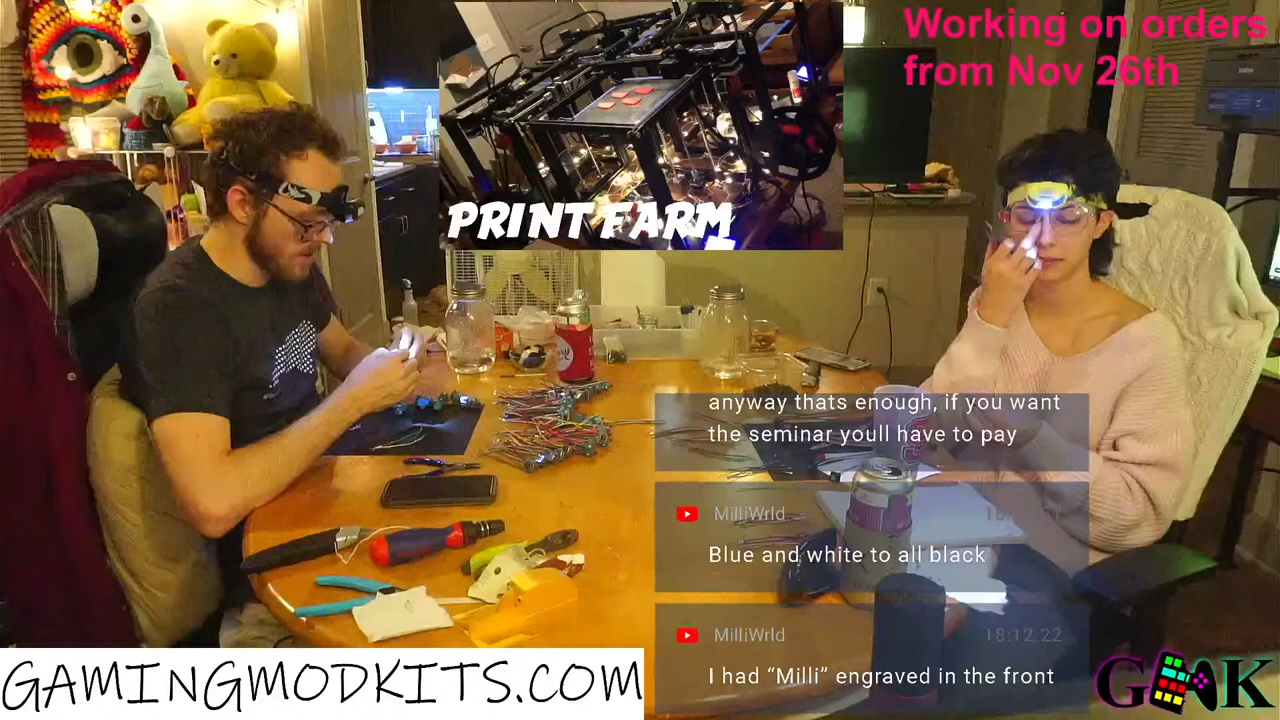 Working on orders
from Nov 26th
PRINT FARM
anyway thats enough, if you want
the seminar youll have to pay
MilliWrld
Blue and white to all black
MilliWrld 18:12:22
I had “Milli” engraved in the front
GAMINGMODKITS.COM
GMK